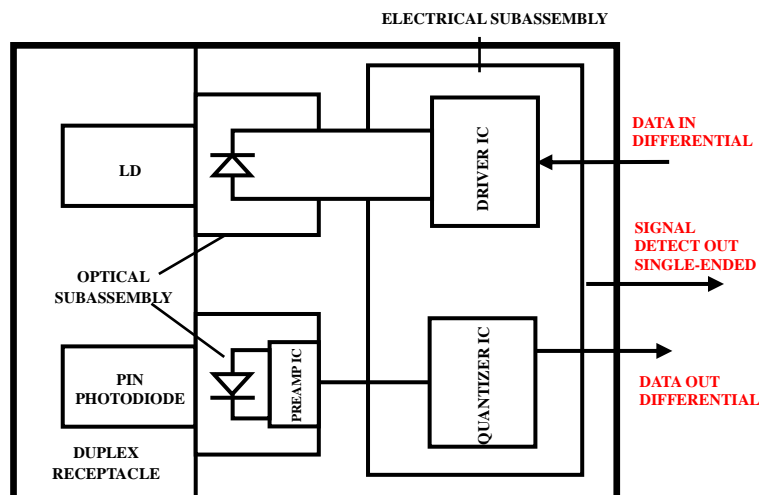 ELECTRICAL SUBASSEMBLY
DATA IN
DIFFERENTIAL
LD
DRIVER IC
SIGNAL
DETECT OUT
SINGLE-ENDED
OPTICAL
SUBASSEMBLY
PIN
PHOTODIODE
PREAMP IC
QUANTIZER IC
DATA OUT
DIFFERENTIAL
DUPLEX
RECEPTACLE